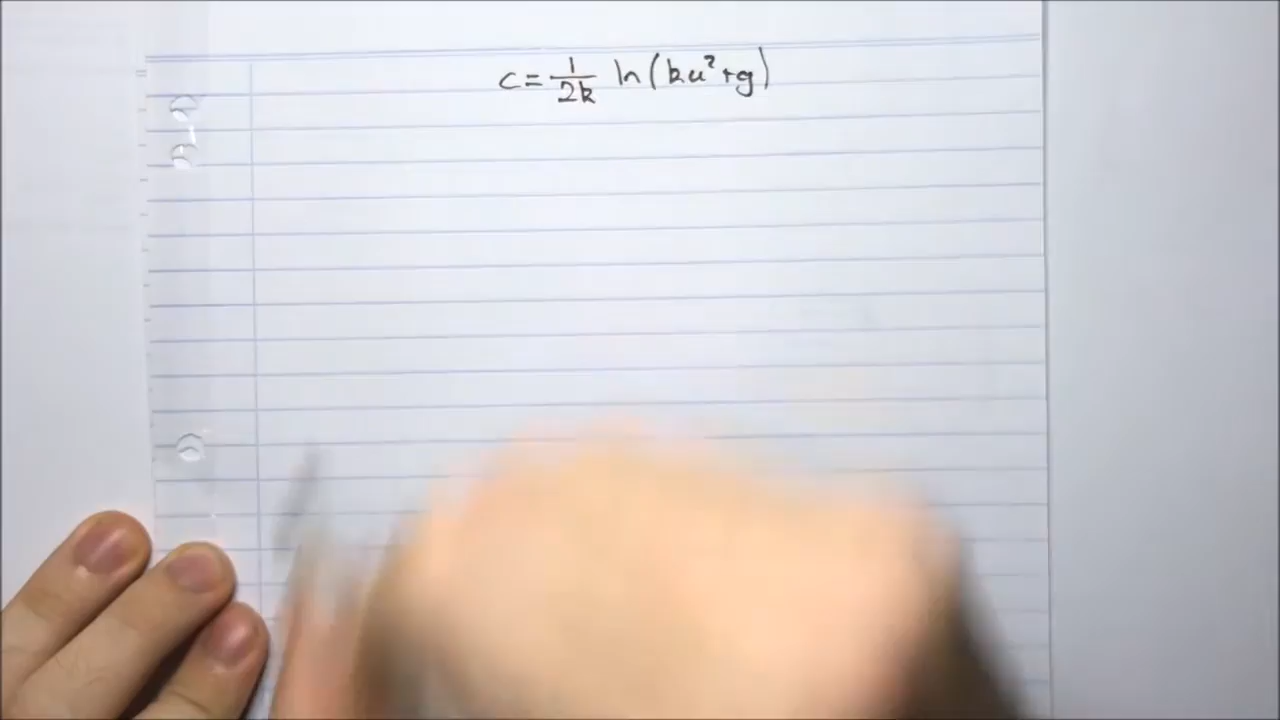 c = 1/2k ln(ku²+g)